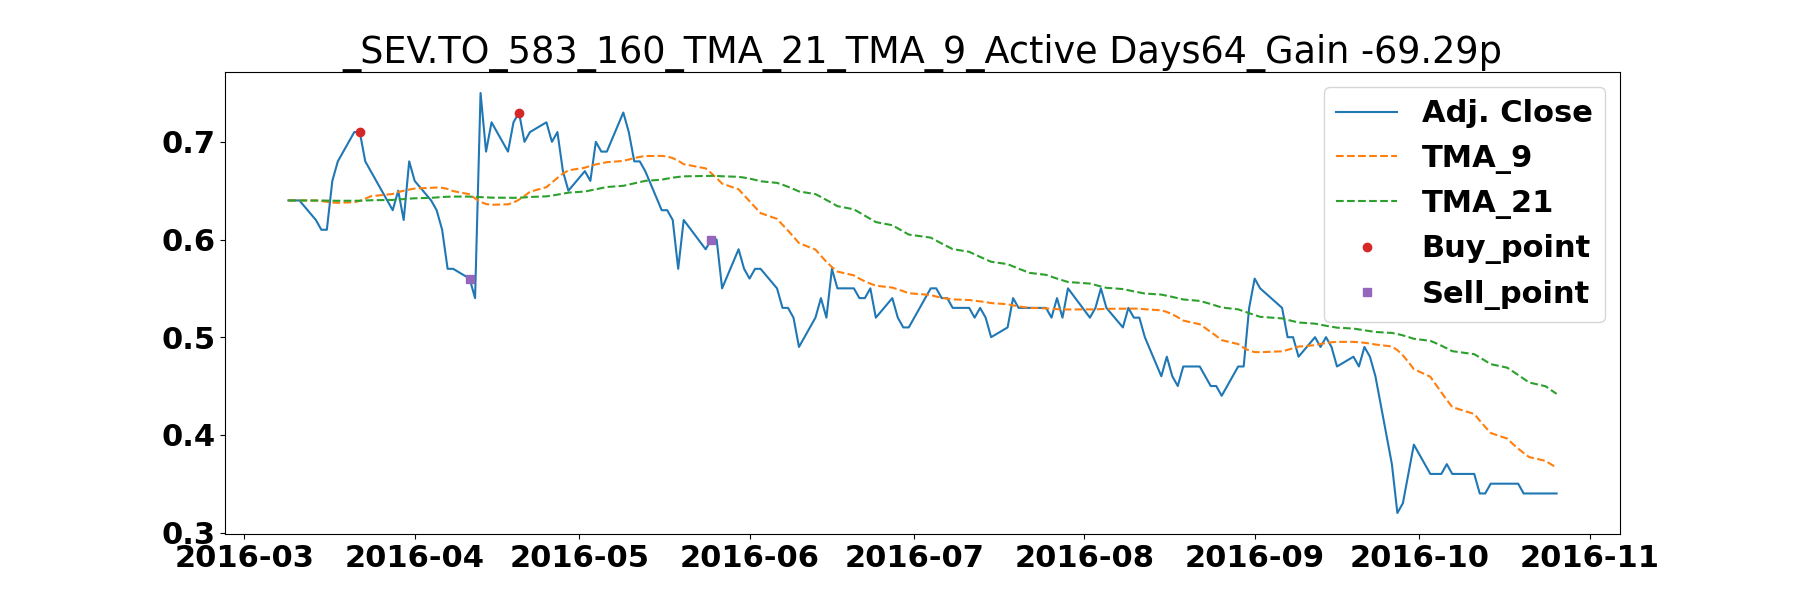 _SEV.TO_583_160_TMA_21_TMA_9_Active Days64_Gain -69.29p
Adj. Close
TMA_9
TMA_21
Buy_point
Sell_point
0.7
0.6
0.5
0.4
0.3
2016-03 2016-04 2016-05 2016-06 2016-07 2016-08 2016-09 2016-10 2016-11